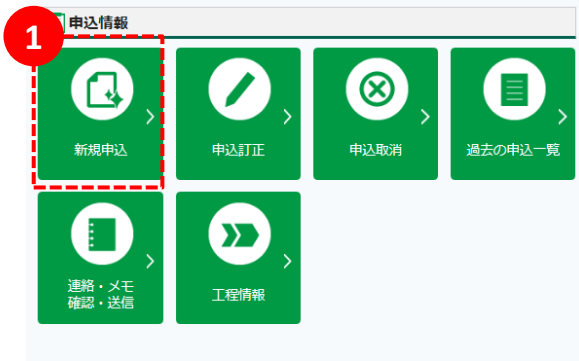 申込情報
1
新規申込
申込訂正
申込取消
過去の申込一覧
連絡・メモ
確認・送信
工程情報